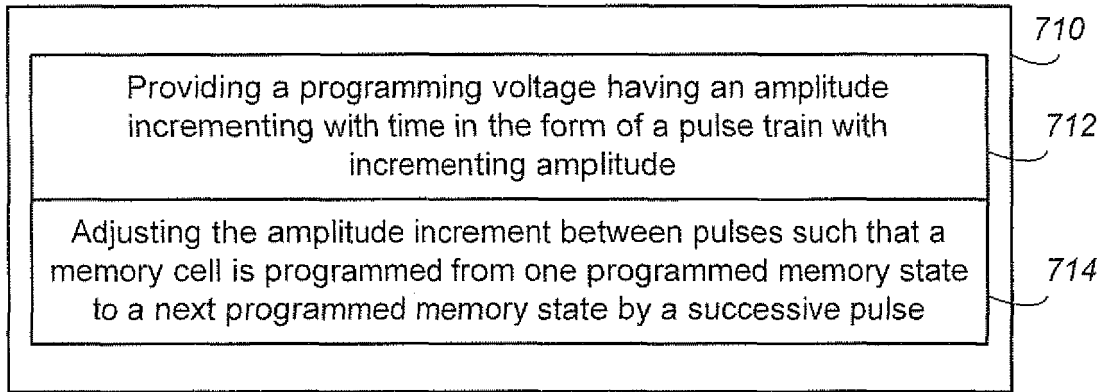 710
Providing a programming voltage having an amplitude
incrementing with time in the form of a pulse train with
incrementing amplitude
712
Adjusting the amplitude increment between pulses such that a
memory cell is programmed from one programmed memory state
to a next programmed memory state by a successive pulse
714